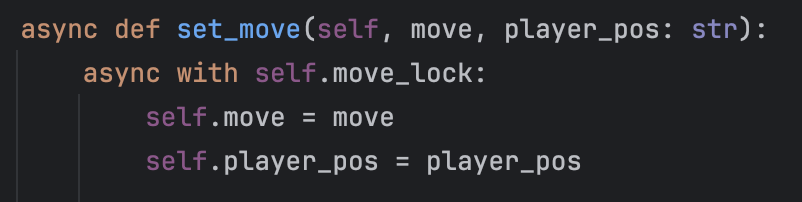 async def set_move(self, move, player_pos: str):
    async with self.move_lock:
        self.move = move
        self.player_pos = player_pos